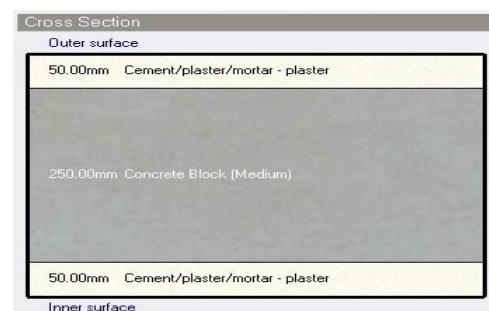 Cross Section
Outer surface
50.00mm Cement/plaster/mortar - plaster
250.00mm Concrete Block (Medium)
50.00mm Cement/plaster/mortar - plaster
Inner surface